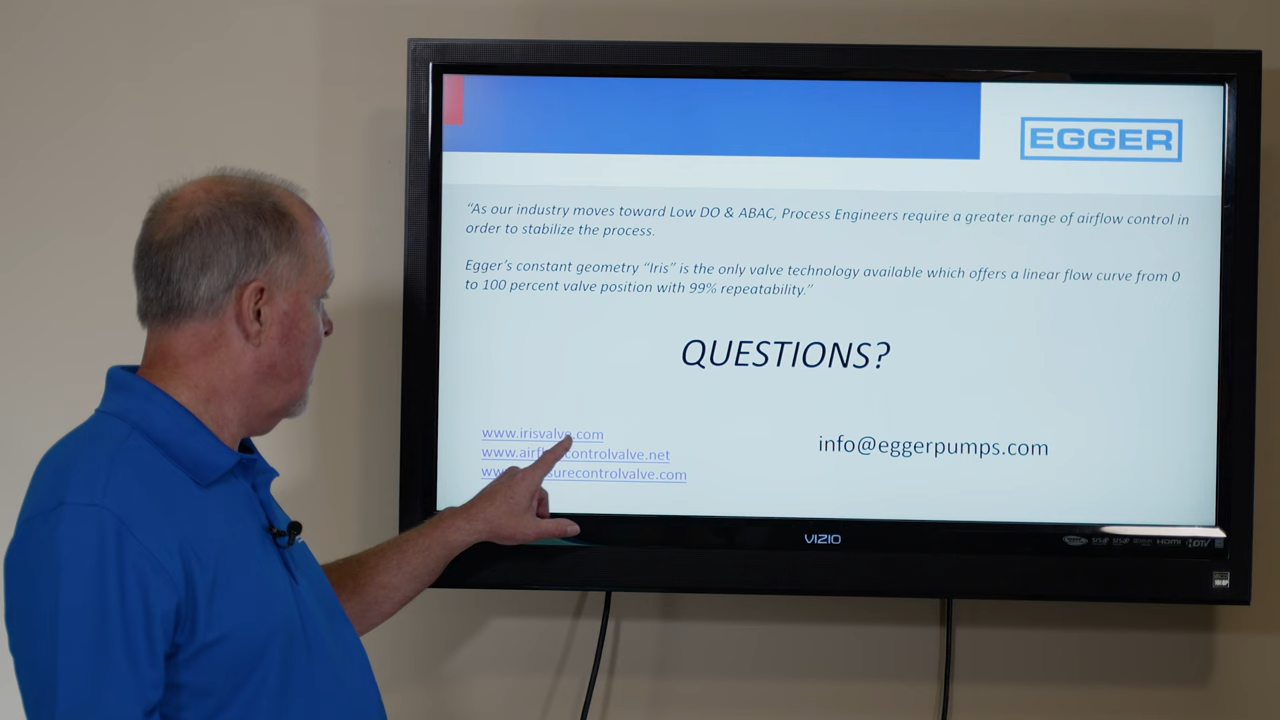 EGGER
“As our industry moves toward Low DO & ABAC, Process Engineers require a greater range of airflow control in
order to stabilize the process.
Egger’s constant geometry “Iris” is the only valve technology available which offers a linear flow curve from 0
to 100 percent valve position with 99% repeatability.”
QUESTIONS?
www.irisvalve.com
info@eggerpumps.com
VIZIO
HDMI